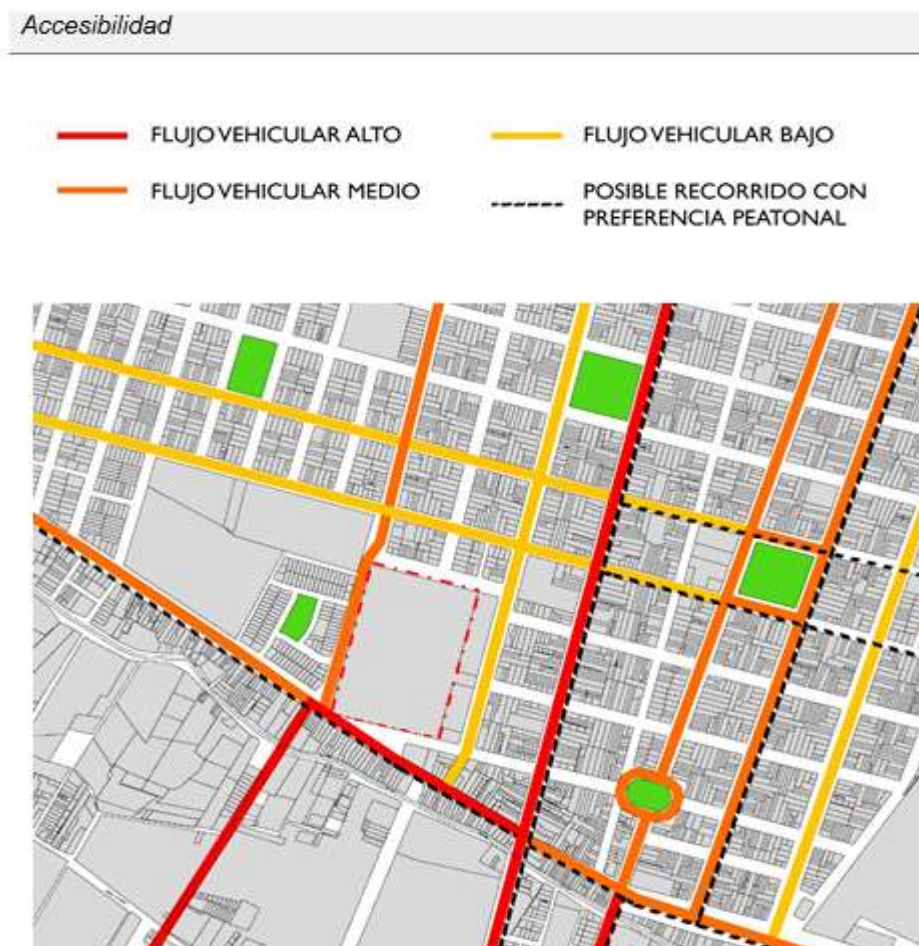 Accesibilidad
FLUJO VEHICULAR ALTO
FLUJO VEHICULAR BAJO
FLUJO VEHICULAR MEDIO
POSIBLE RECORRIDO CON
PREFERENCIA PEATONAL